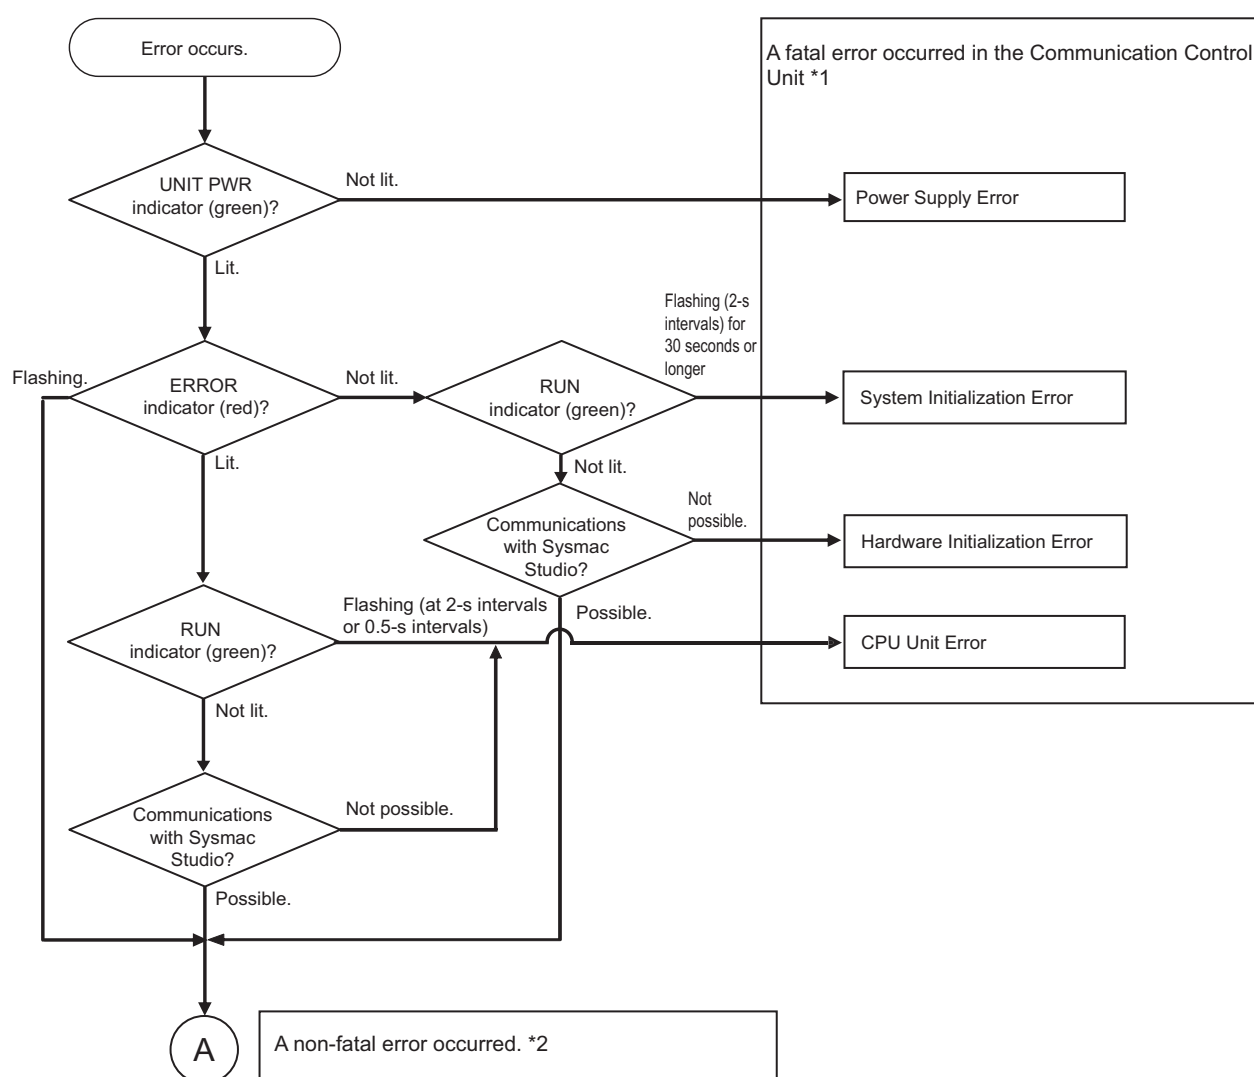 Error occurs.
A fatal error occurred in the Communication Control
Unit *1
UNIT PWR
indicator (green)?
Not lit.
Power Supply Error
Lit.
Flashing (2-s
intervals) for
30 seconds or
longer
Flashing.
ERROR
indicator (red)?
Not lit.
RUN
indicator (green)?
System Initialization Error
Lit.
Not lit.
Communications
with Sysmac
Studio?
Not
possible.
Hardware Initialization Error
Possible.
RUN
indicator (green)?
Flashing (at 2-s intervals
or 0.5-s intervals)
CPU Unit Error
Not lit.
Communications
with Sysmac
Studio?
Not possible.
Possible.
A
A non-fatal error occurred. *2